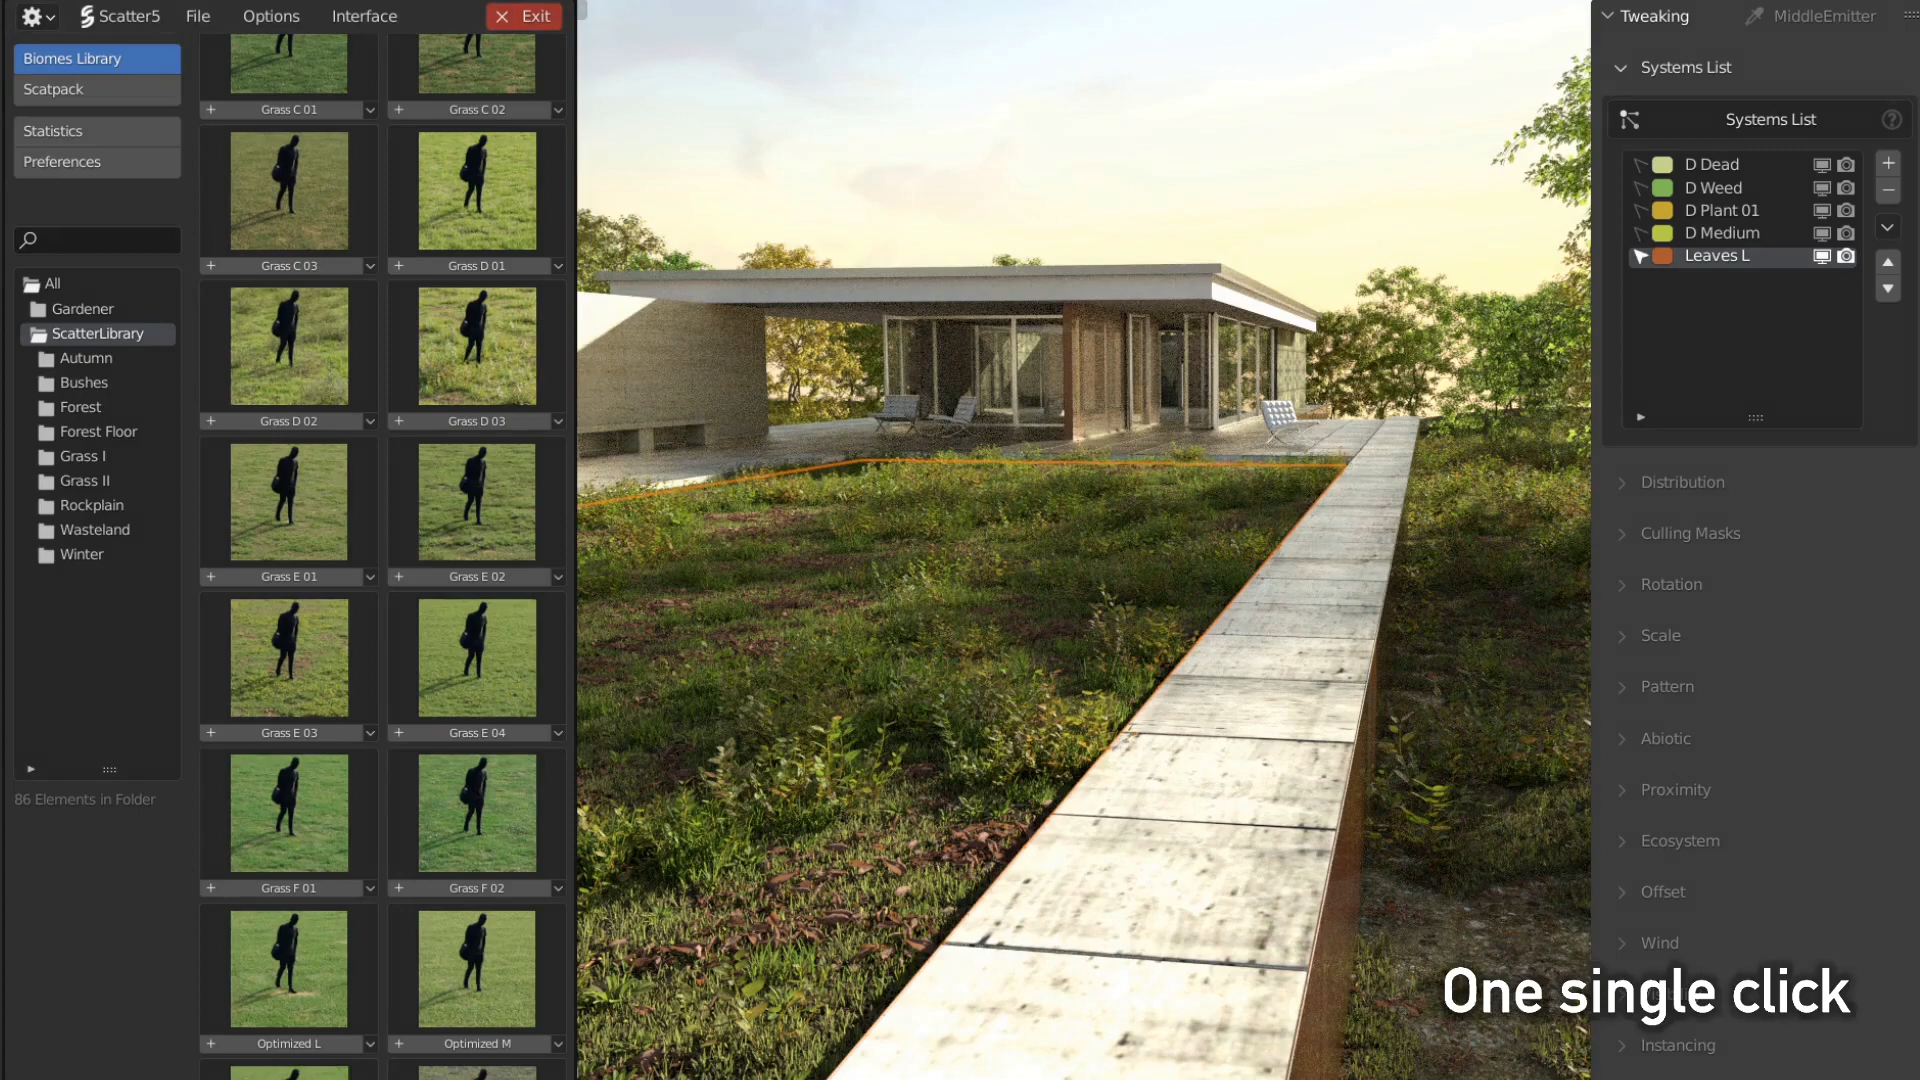 Scatter5
File
Options
Interface
Exit
Biomes Library
Scatpack
Statistics
Preferences
All
Gardener
ScatterLibrary
Autumn
Bushes
Forest
Forest Floor
Grass I
Grass II
Rockplain
Wasteland
Winter
86 Elements in Folder
Grass C 01
Grass C 02
Grass C 03
Grass D 01
Grass D 02
Grass D 03
Grass E 01
Grass E 02
Grass E 03
Grass E 04
Grass F 01
Grass F 02
Optimized L
Optimized M
Tweaking
MiddleEmitter
Systems List
Systems List
D Dead
D Weed
D Plant 01
D Medium
Leaves L
Distribution
Culling Masks
Rotation
Scale
Pattern
Abiotic
Proximity
Ecosystem
Offset
Wind
One single click
Instancing